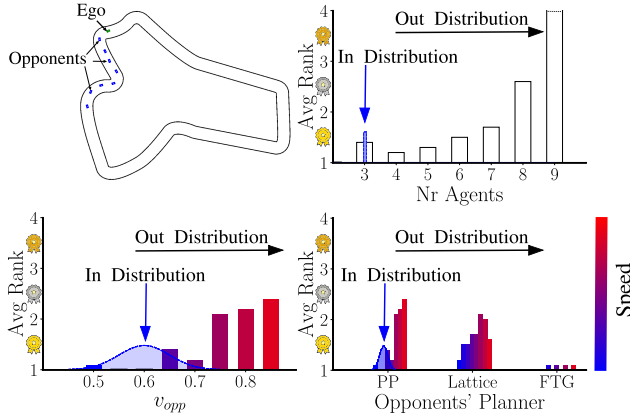 Ego
Opponents
4
3
2
1
Avg Rank
Out Distribution
In Distribution
3 4 5 6 7 8 9
Nr Agents
4
3
2
1
Avg Rank
Out Distribution
In Distribution
0.5 0.6 0.7 0.8
v_opp
4
3
2
1
Avg Rank
Out Distribution
In Distribution
PP Lattice FTG
Opponents' Planner
Speed